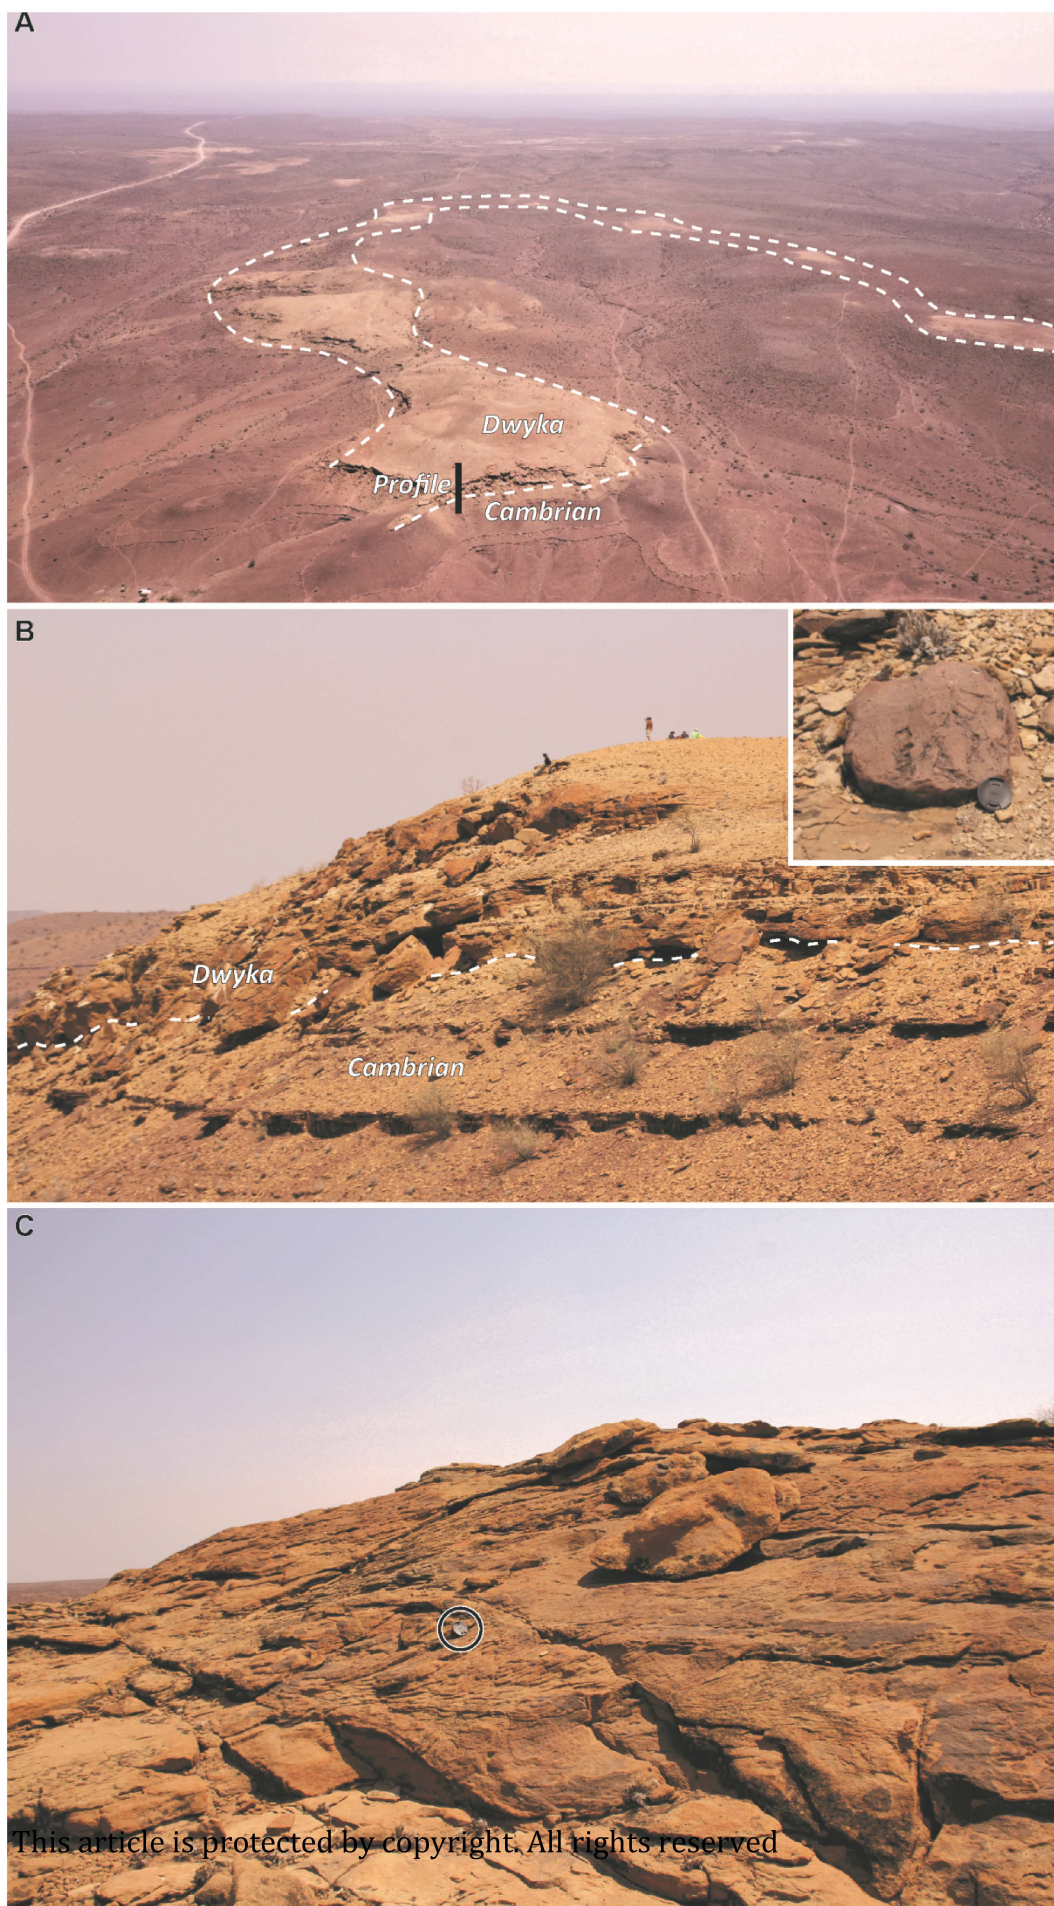 A
Dwyka
Profile
Cambrian
B
Dwyka
Cambrian
C
This article is protected by copyright. All rights reserved